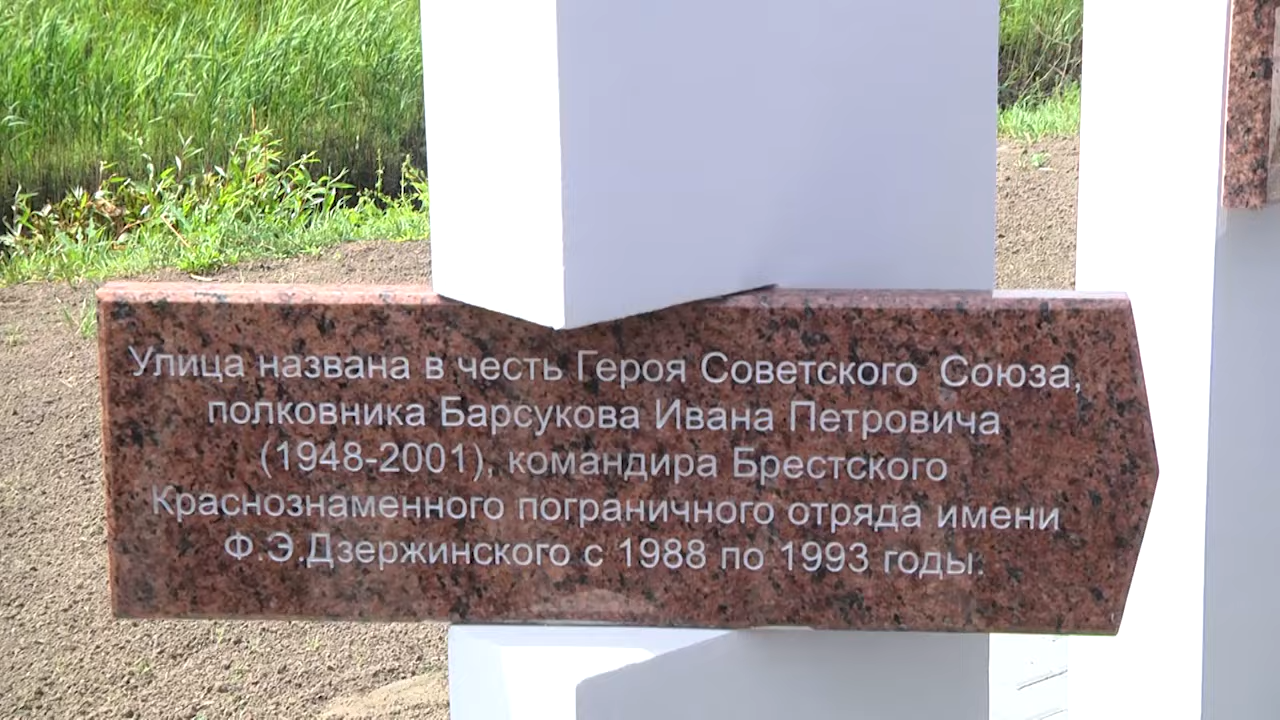 Улица названа в честь Героя Советского Союза,
полковника Барсукова Ивана Петровича
(1948-2001), командира Брестского
Краснознаменного пограничного отряда имени
Ф.Э.Дзержинского с 1988 по 1993 годы.